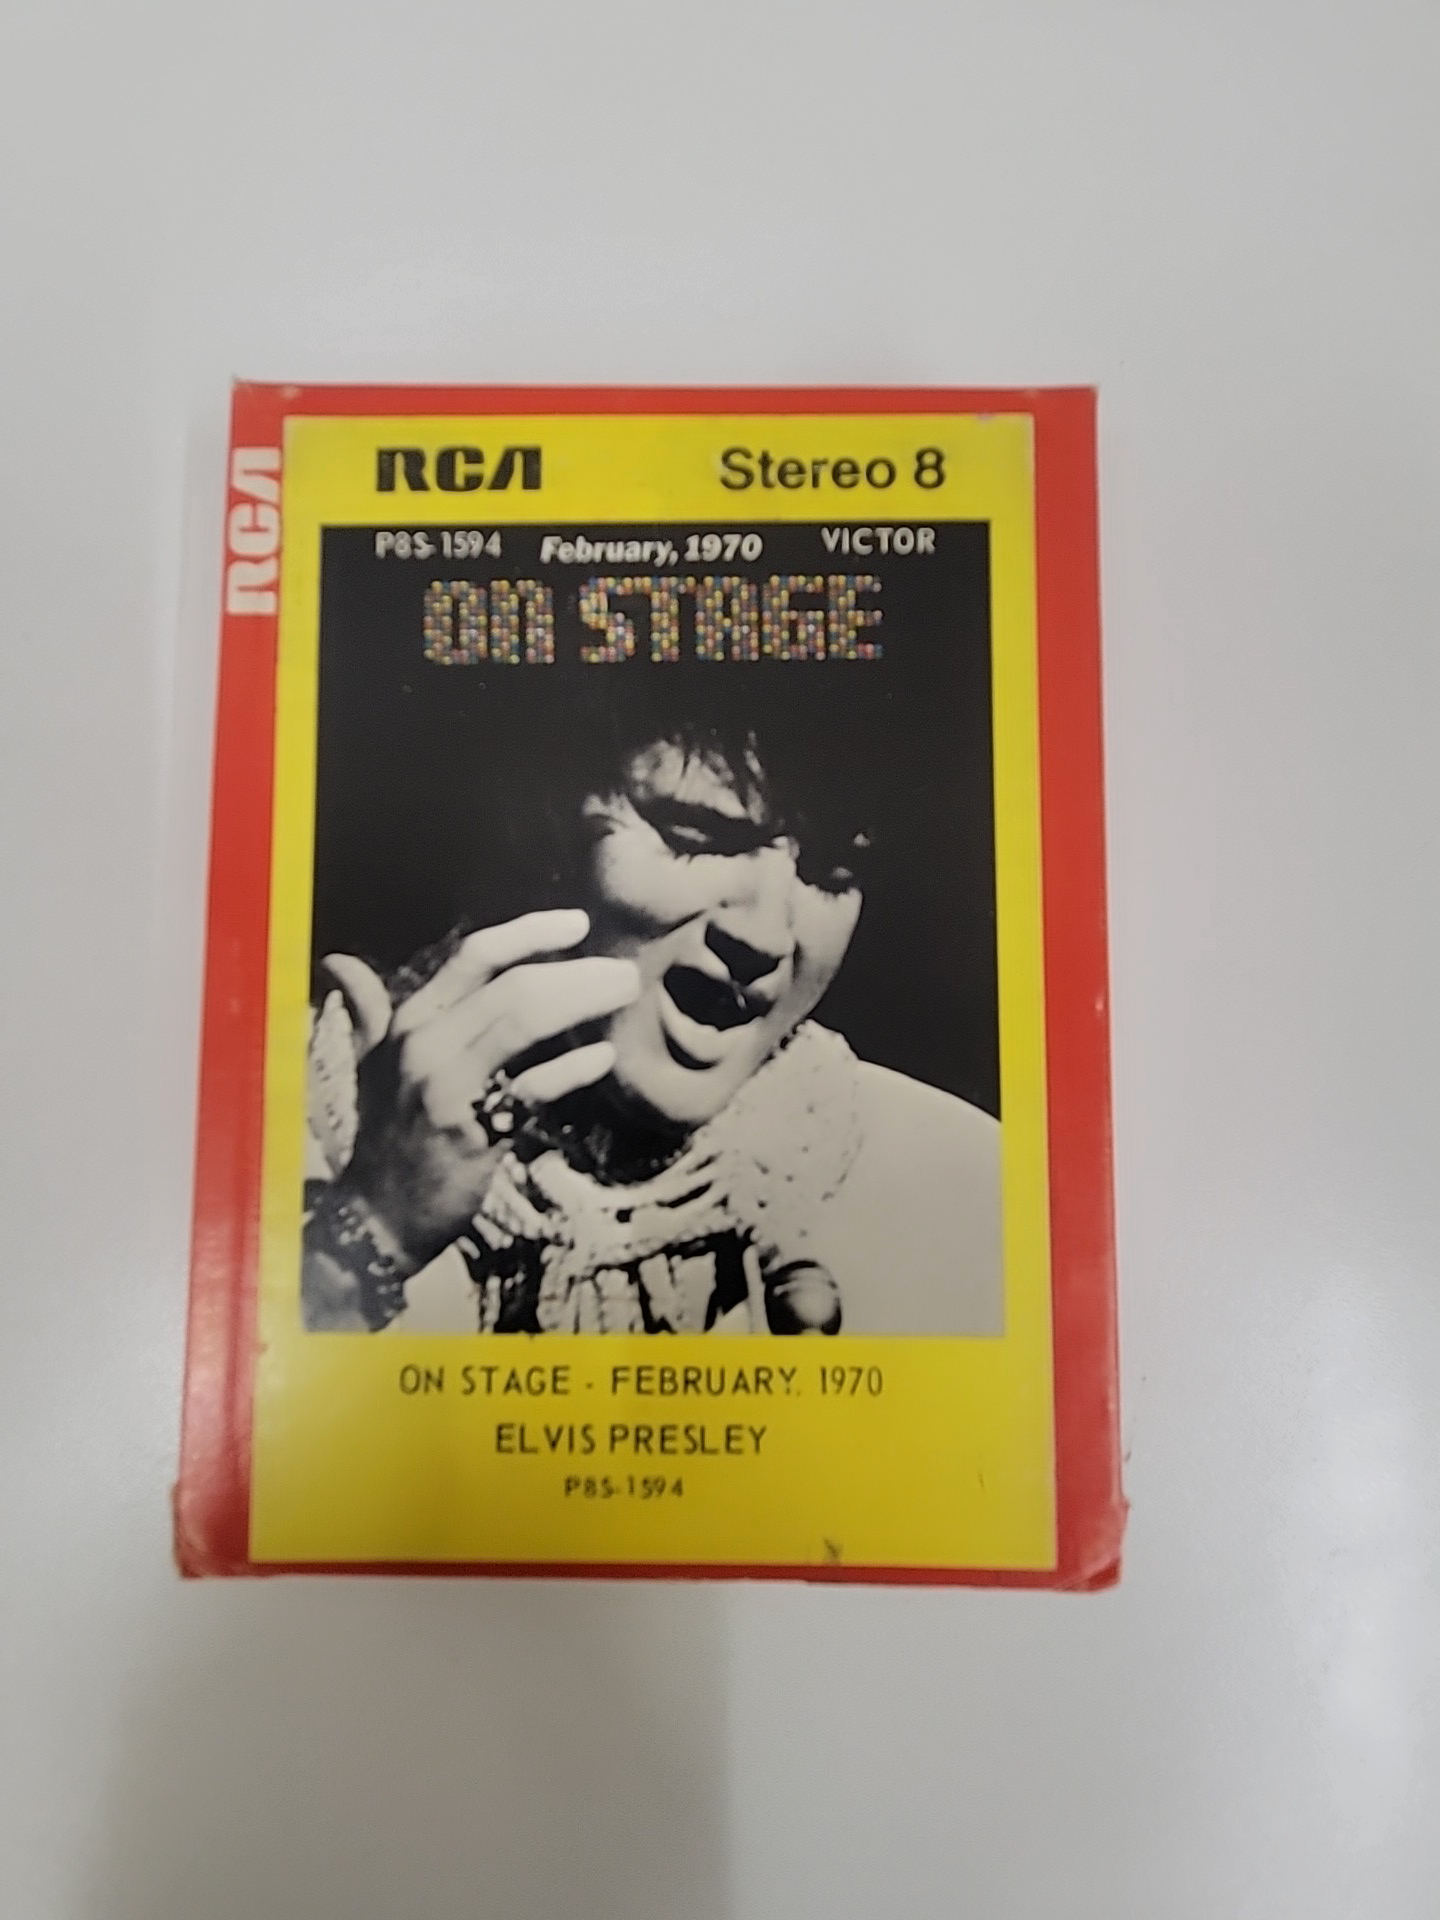 RCA
RCA Stereo 8
P8S-1594 February, 1970 VICTOR
ON STAGE
ON STAGE - FEBRUARY, 1970
ELVIS PRESLEY
P8S-1594